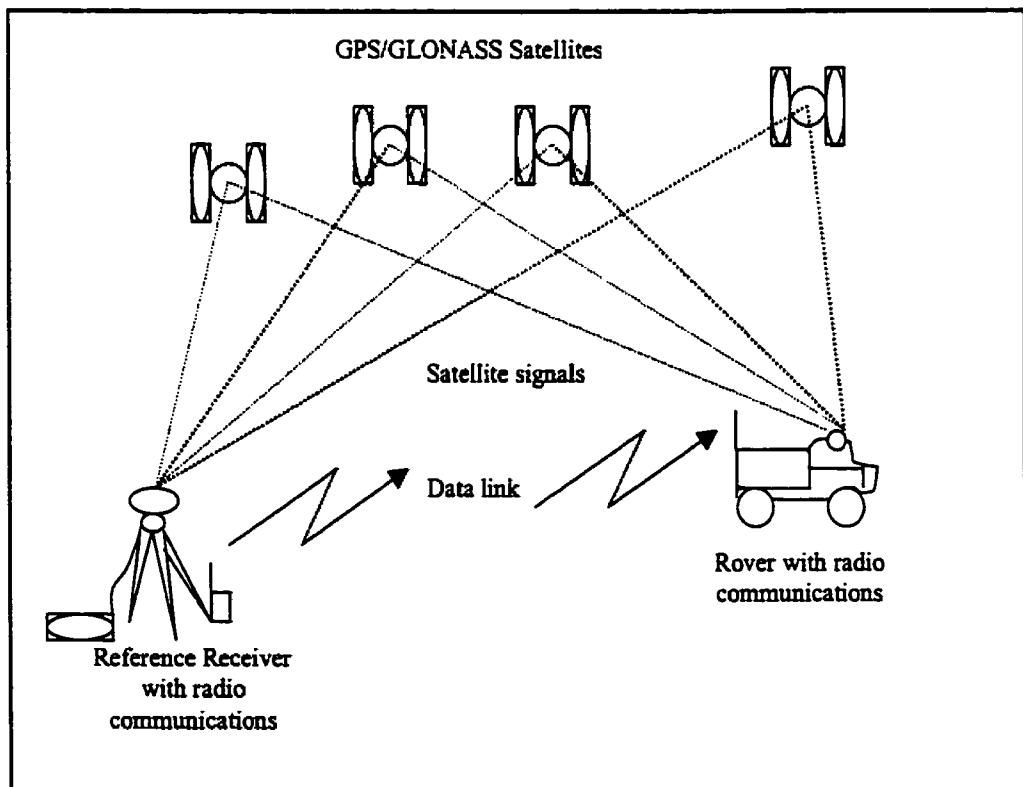 GPS/GLONASS Satellites
Satellite signals
Data link
Rover with radio
communications
Reference Receiver
with radio
communications